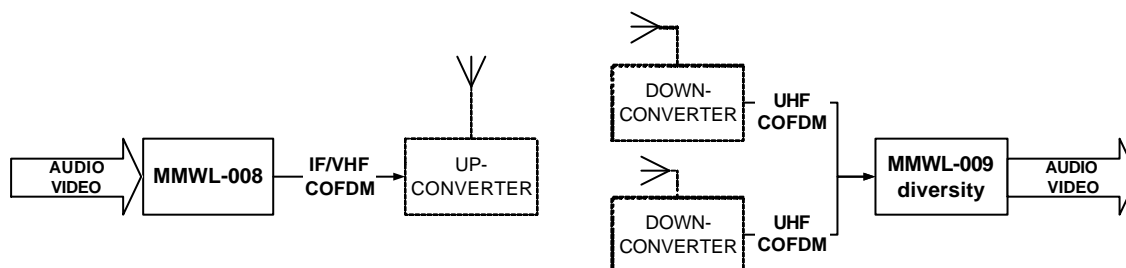 AUDIO
VIDEO
MMWL-008
IF/VHF
COFDM
UP-
CONVERTER
DOWN-
CONVERTER
UHF
COFDM
DOWN-
CONVERTER
UHF
COFDM
MMWL-009
diversity
AUDIO
VIDEO